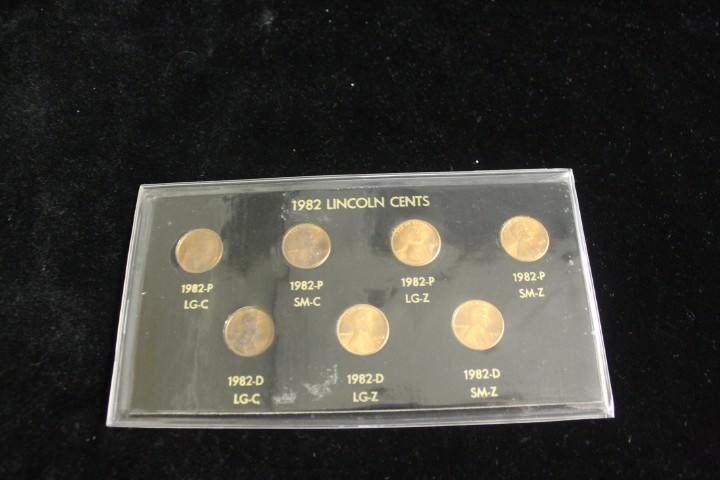 1982 LINCOLN CENTS
1982-P
LG-C
1982-P
SM-C
1982-P
LG-Z
1982-P
SM-Z
1982-D
LG-C
1982-D
LG-Z
1982-D
SM-Z